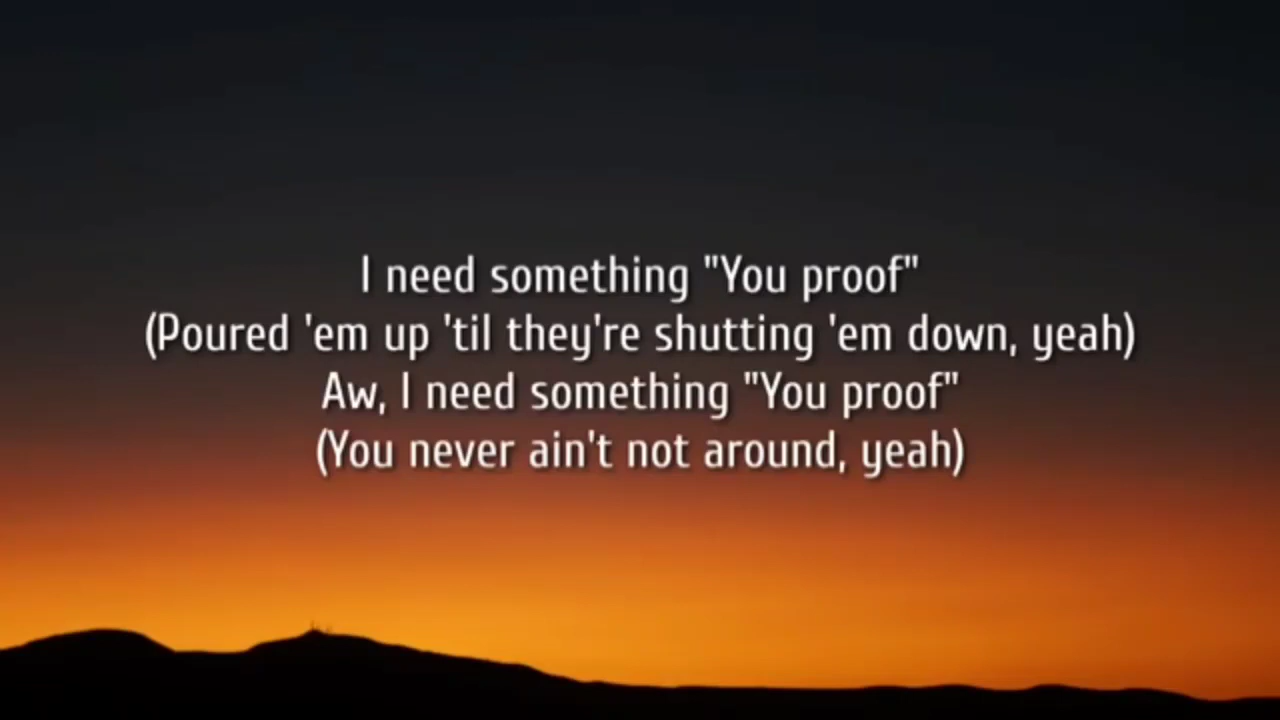 I need something "You proof"
(Poured 'em up 'til they're shutting 'em down, yeah)
Aw, I need something "You proof"
(You never ain't not around, yeah)